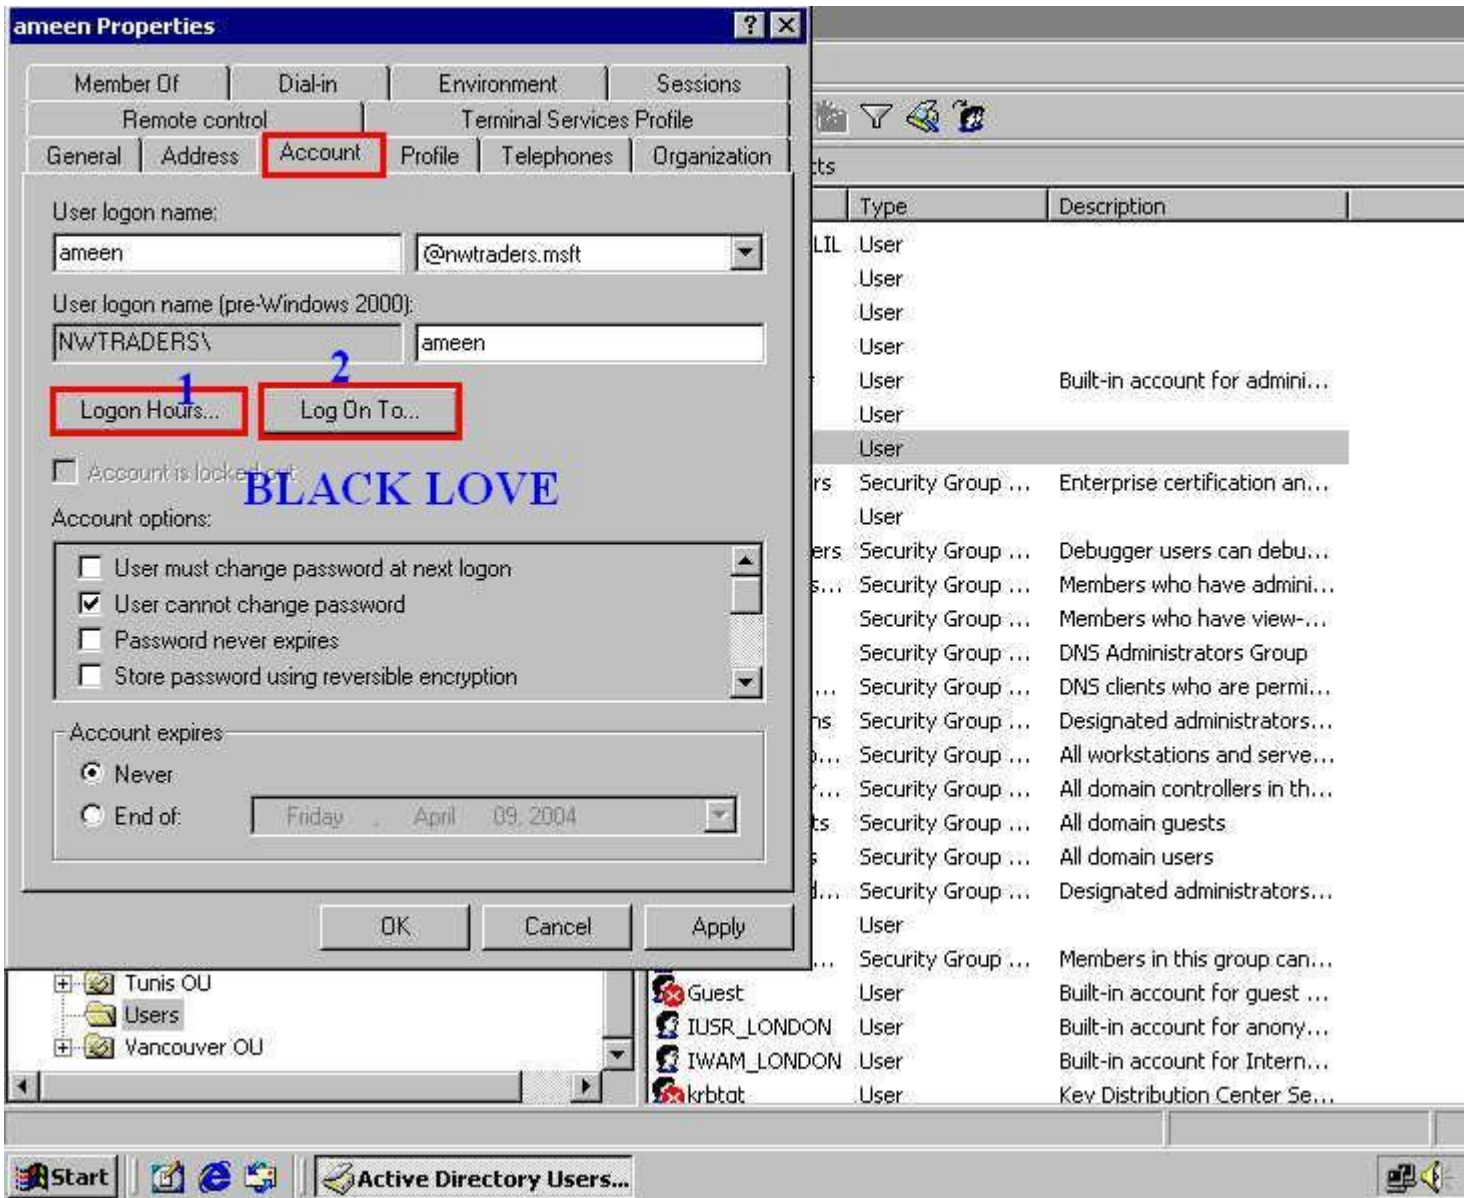 ameen Properties
Member Of Dial-in Environment Sessions
Remote control Terminal Services Profile
General Address Account Profile Telephones Organization
User logon name:
ameen @nwtraders.msft
User logon name (pre-Windows 2000):
NWTRADERS\ ameen
1 2
Logon Hours... Log On To...
Account is locked out
BLACK LOVE
Account options:
User must change password at next logon
User cannot change password
Password never expires
Store password using reversible encryption
Account expires
Never
End of: Friday , April 09, 2004
OK Cancel Apply
Tunis OU
Users
Vancouver OU
cts
Type Description
LIL User
User
User
User
User Built-in account for admini...
User
User
rs Security Group ... Enterprise certification an...
User
ers Security Group ... Debugger users can debu...
s... Security Group ... Members who have admini...
Security Group ... Members who have view-...
Security Group ... DNS Administrators Group
... Security Group ... DNS clients who are permi...
ns Security Group ... Designated administrators...
... Security Group ... All workstations and serve...
... Security Group ... All domain controllers in th...
ts Security Group ... All domain guests
s Security Group ... All domain users
... Security Group ... Designated administrators...
User
... Security Group ... Members in this group can...
Guest User Built-in account for guest ...
IUSR_LONDON User Built-in account for anony...
IWAM_LONDON User Built-in account for Intern...
krbtgt User Key Distribution Center Se...
Start Active Directory Users...